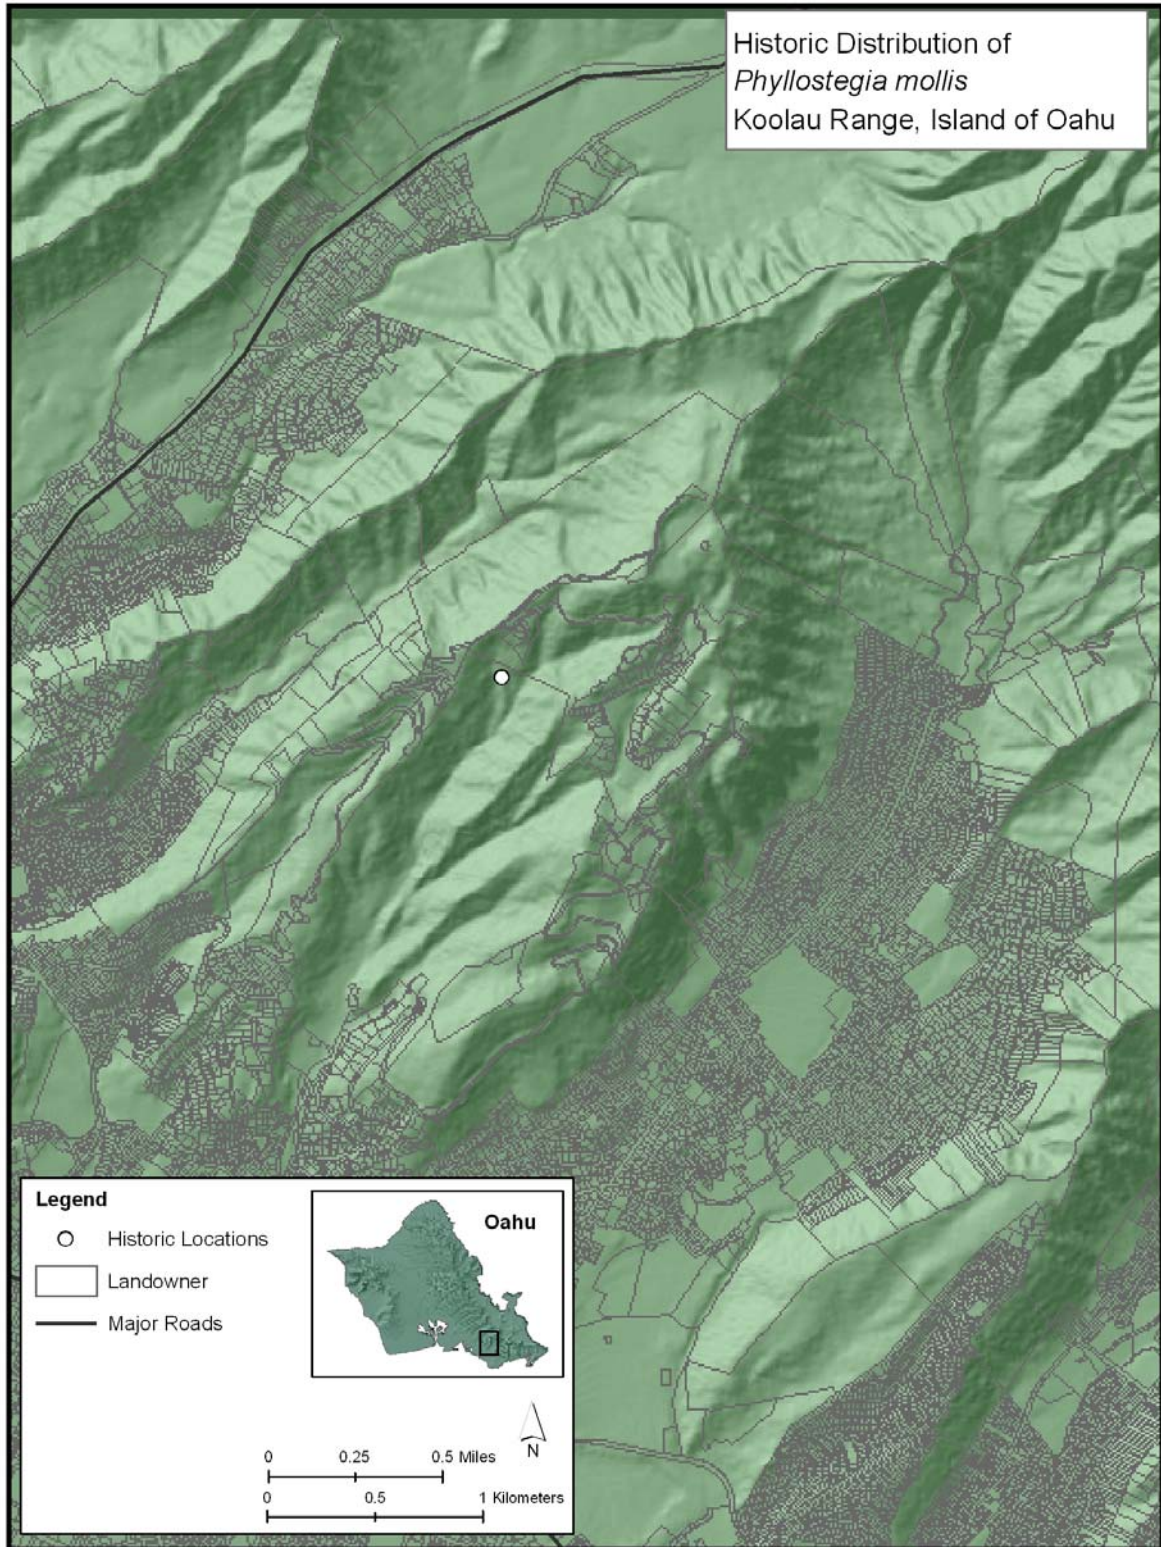 Historic Distribution of
Phyllostegia mollis
Koolau Range, Island of Oahu
Legend
Historic Locations
Landowner
Major Roads
Oahu
N
0 0.25 0.5 Miles
0 0.5 1 Kilometers